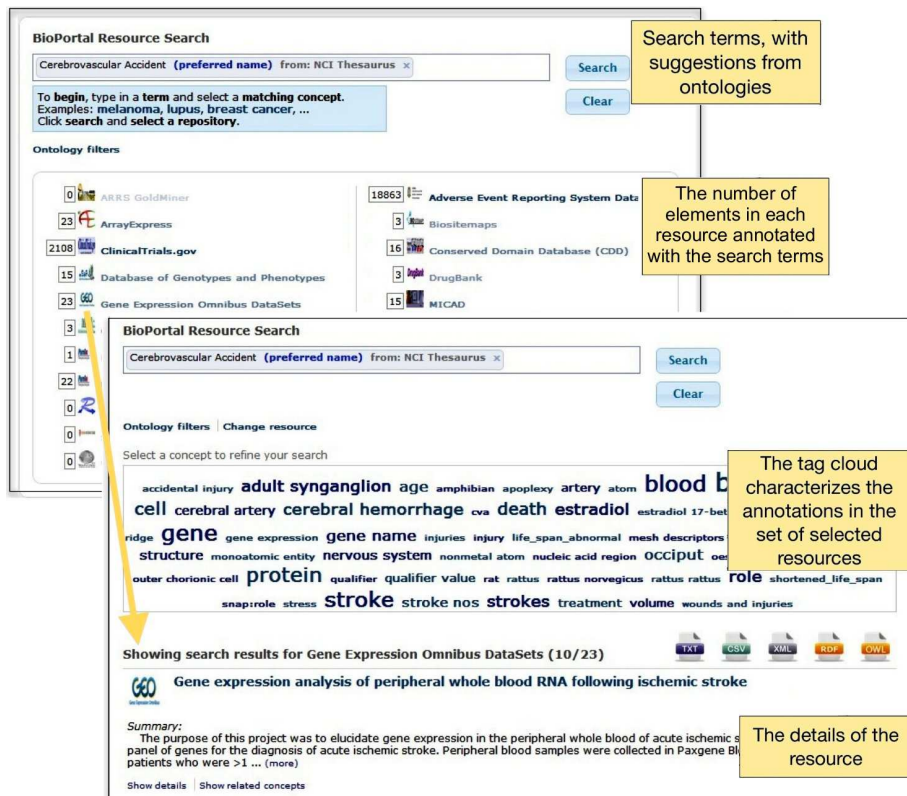 BioPortal Resource Search
Cerebrovascular Accident (preferred name) from: NCI Thesaurus x
Search
To begin, type in a term and select a matching concept.
Examples: melanoma, lupus, breast cancer, ...
Click search and select a repository.
Clear
Ontology filters
Search terms, with
suggestions from
ontologies
0 ARRS GoldMiner
23 ArrayExpress
2108 ClinicalTrials.gov
15 Database of Genotypes and Phenotypes
23 GEO Gene Expression Omnibus DataSets
3
1
22
0
0
0
18863 Adverse Event Reporting System Data
3 Biositemaps
16 Conserved Domain Database (CDD)
3 DrugBank
15 MICAD
The number of
elements in each
resource annotated
with the search terms
BioPortal Resource Search
Cerebrovascular Accident (preferred name) from: NCI Thesaurus x
Search
Clear
Ontology filters | Change resource
Select a concept to refine your search
accidental injury adult synganglion age amphibian apoplexy artery atom blood b
cell cerebral artery cerebral hemorrhage cva death estradiol estradiol 17-bet
ridge gene gene expression gene name injuries injury life_span_abnormal mesh descriptors
structure monoatomic entity nervous system nonmetal atom nucleic acid region occiput oes
outer chorionic cell protein qualifier qualifier value rat rattus rattus norvegicus rattus rattus role shortened_life_span
snap:role stress stroke stroke nos strokes treatment volume wounds and injuries
The tag cloud
characterizes the
annotations in the
set of selected
resources
Showing search results for Gene Expression Omnibus DataSets (10/23)
TXT CSV XML RDF OWL
GEO Gene expression analysis of peripheral whole blood RNA following ischemic stroke
Summary:
The purpose of this project was to elucidate gene expression in the peripheral whole blood of acute ischemic s
panel of genes for the diagnosis of acute ischemic stroke. Peripheral blood samples were collected in Paxgene Bl
patients who were >1 ... (more)
Show details | Show related concepts
The details of the
resource